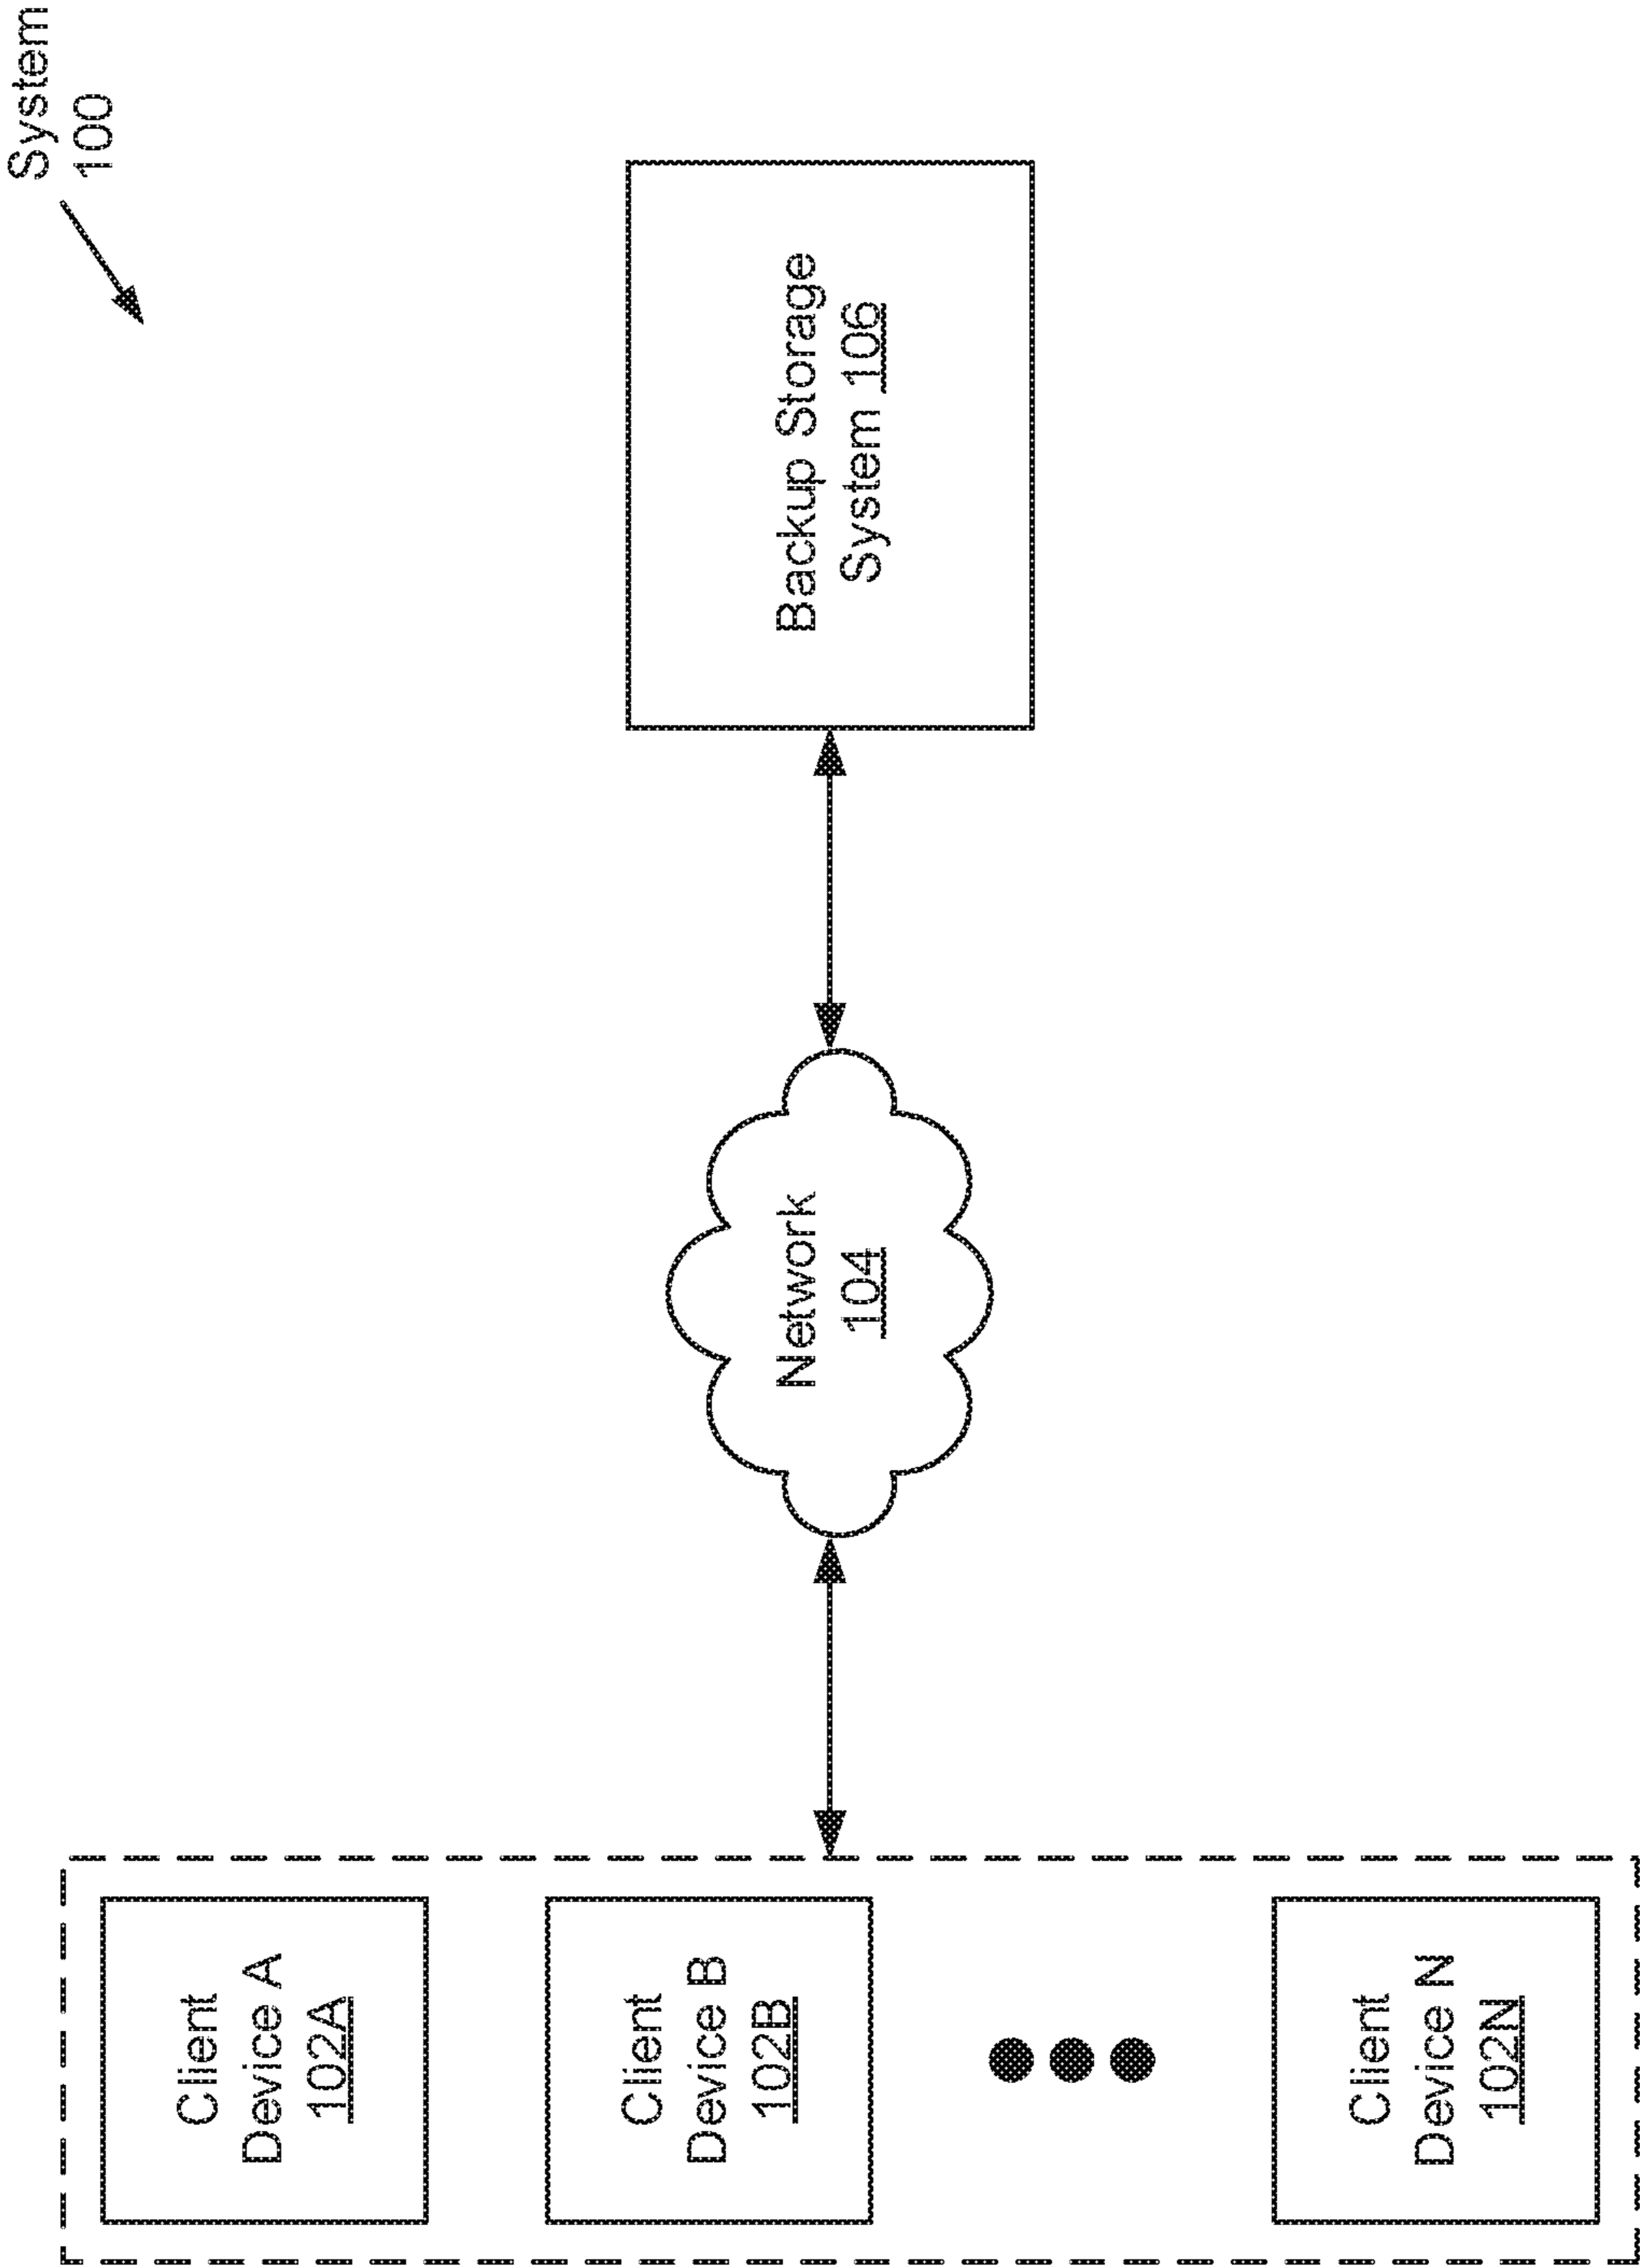 System
100
Client
Device A
102A
Client
Device B
102B
Client
Device N
102N
Network
104
Backup Storage
System 106